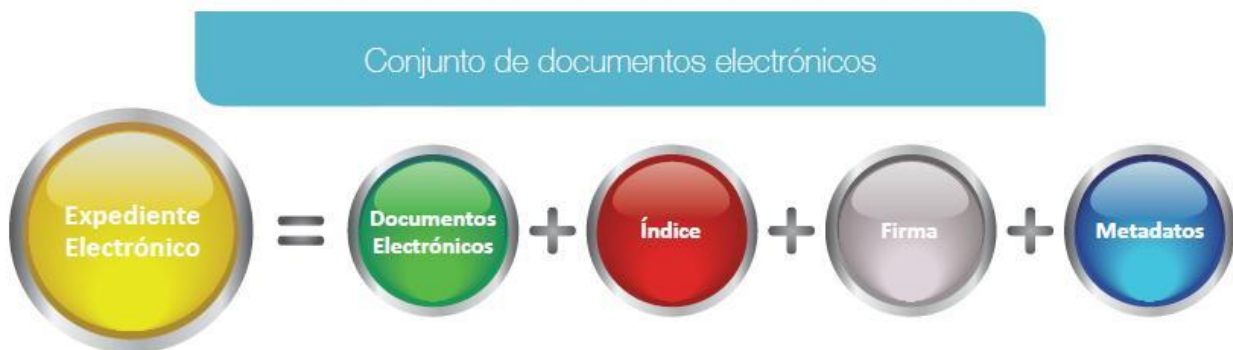 Conjunto de documentos electrónicos
Expediente
Electrónico
=
Documentos
Electrónicos
+
Índice
+
Firma
+
Metadatos